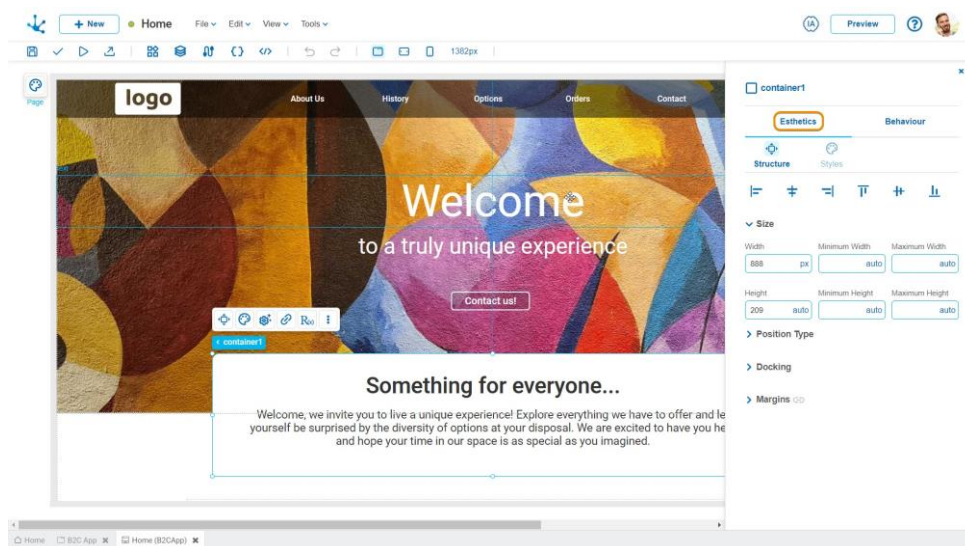 + New
Home
File
Edit
View
Tools
IA
Preview
?
1382px
Page
logo
About Us
History
Options
Orders
Contact
Welcome
to a truly unique experience
Contact us!
container1
Something for everyone...
Welcome, we invite you to live a unique experience! Explore everything we have to offer and le
yourself be surprised by the diversity of options at your disposal. We are excited to have you he
and hope your time in our space is as special as you imagined.
container1
Esthetics
Behaviour
Structure
Styles
Size
Width
Minimum Width
Maximum Width
888 px
auto
auto
Height
Minimum Height
Maximum Height
209 auto
auto
auto
Position Type
Docking
Margins
Home
B2C App
Home (B2CApp)